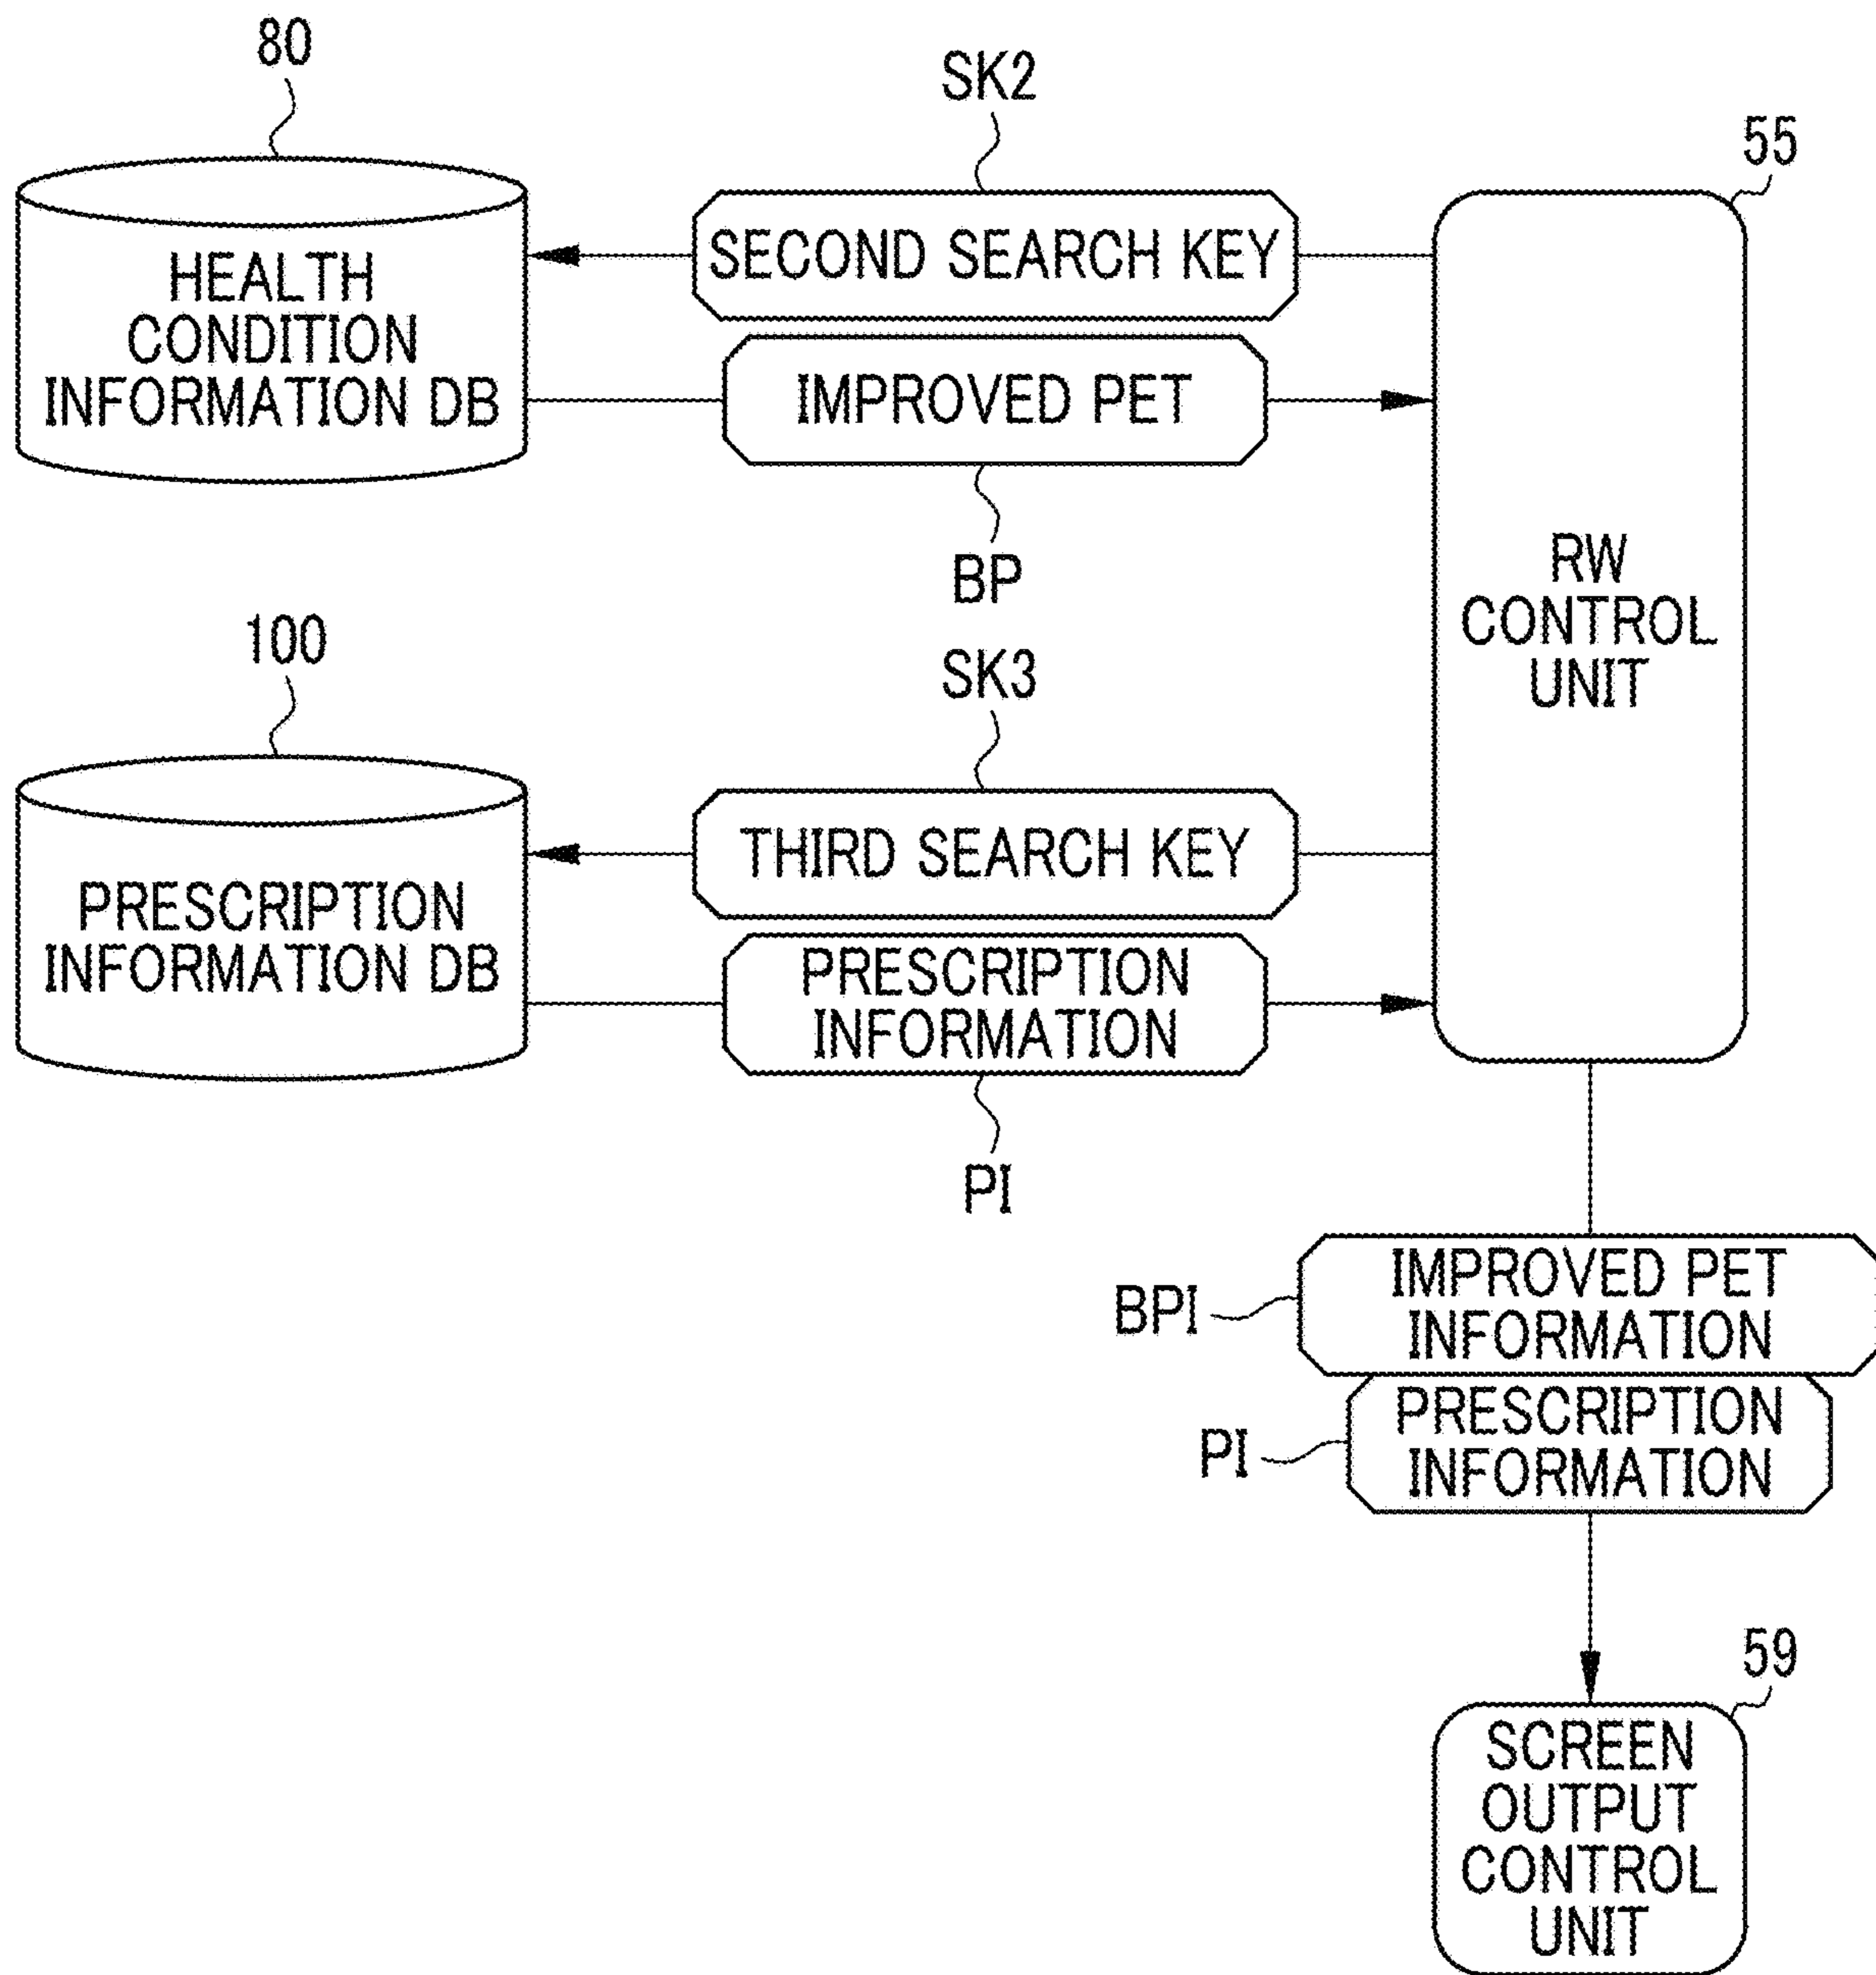 80
SK2
55
HEALTH
CONDITION
INFORMATION DB
SECOND SEARCH KEY
IMPROVED PET
BP
RW
CONTROL
UNIT
100
SK3
PRESCRIPTION
INFORMATION DB
THIRD SEARCH KEY
PRESCRIPTION
INFORMATION
PI
BPI
IMPROVED PET
INFORMATION
PI
PRESCRIPTION
INFORMATION
59
SCREEN
OUTPUT
CONTROL
UNIT